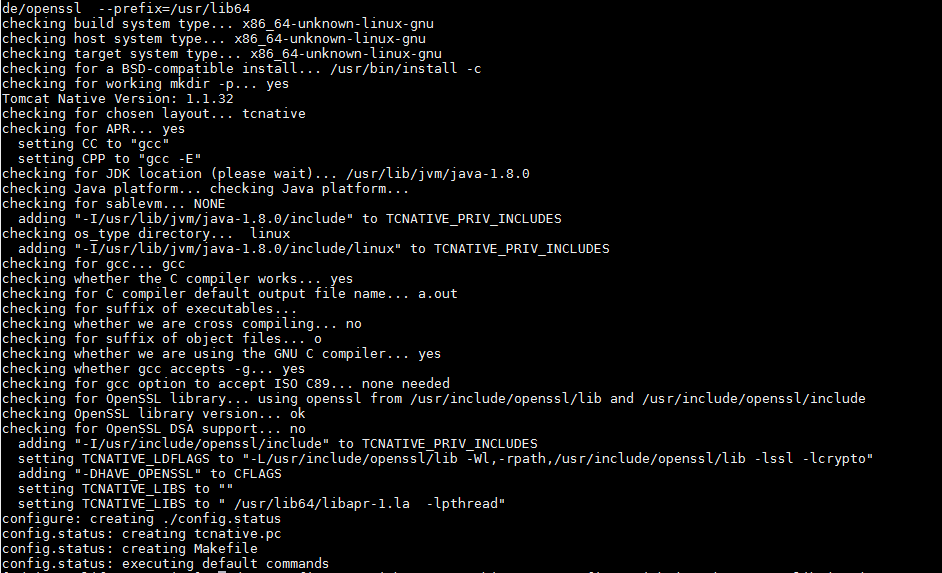 de/openssl  --prefix=/usr/lib64
checking build system type... x86_64-unknown-linux-gnu
checking host system type... x86_64-unknown-linux-gnu
checking target system type... x86_64-unknown-linux-gnu
checking for a BSD-compatible install... /usr/bin/install -c
checking for working mkdir -p... yes
Tomcat Native Version: 1.1.32
checking for chosen layout... tcnative
checking for APR... yes
  setting CC to "gcc"
  setting CPP to "gcc -E"
checking for JDK location (please wait)... /usr/lib/jvm/java-1.8.0
checking Java platform... checking Java platform...
checking for sablevm... NONE
  adding "-I/usr/lib/jvm/java-1.8.0/include" to TCNATIVE_PRIV_INCLUDES
checking os_type directory...  linux
  adding "-I/usr/lib/jvm/java-1.8.0/include/linux" to TCNATIVE_PRIV_INCLUDES
checking for gcc... gcc
checking whether the C compiler works... yes
checking for C compiler default output file name... a.out
checking for suffix of executables...
checking whether we are cross compiling... no
checking for suffix of object files... o
checking whether we are using the GNU C compiler... yes
checking whether gcc accepts -g... yes
checking for gcc option to accept ISO C89... none needed
checking for OpenSSL library... using openssl from /usr/include/openssl/lib and /usr/include/openssl/include
checking OpenSSL library version... ok
checking for OpenSSL DSA support... no
  adding "-I/usr/include/openssl/include" to TCNATIVE_PRIV_INCLUDES
  setting TCNATIVE_LDFLAGS to "-L/usr/include/openssl/lib -Wl,-rpath,/usr/include/openssl/lib -lssl -lcrypto"
  adding "-DHAVE_OPENSSL" to CFLAGS
  setting TCNATIVE_LIBS to ""
  setting TCNATIVE_LIBS to " /usr/lib64/libapr-1.la  -lpthread"
configure: creating ./config.status
config.status: creating tcnative.pc
config.status: creating Makefile
config.status: executing default commands